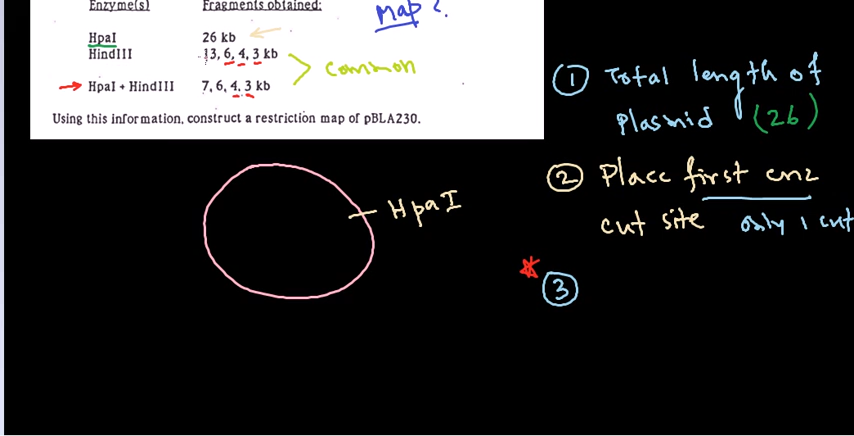 Enzyme(s) Fragments obtained:
Map?
HpaI 26 kb
HindIII 13, 6, 4, 3 kb
common
HpaI + HindIII 7, 6, 4, 3 kb
Using this information, construct a restriction map of pBLA230.
① Total length of
plasmid (26)
② Place first enz
cut site only 1 cut
HpaI
* ③